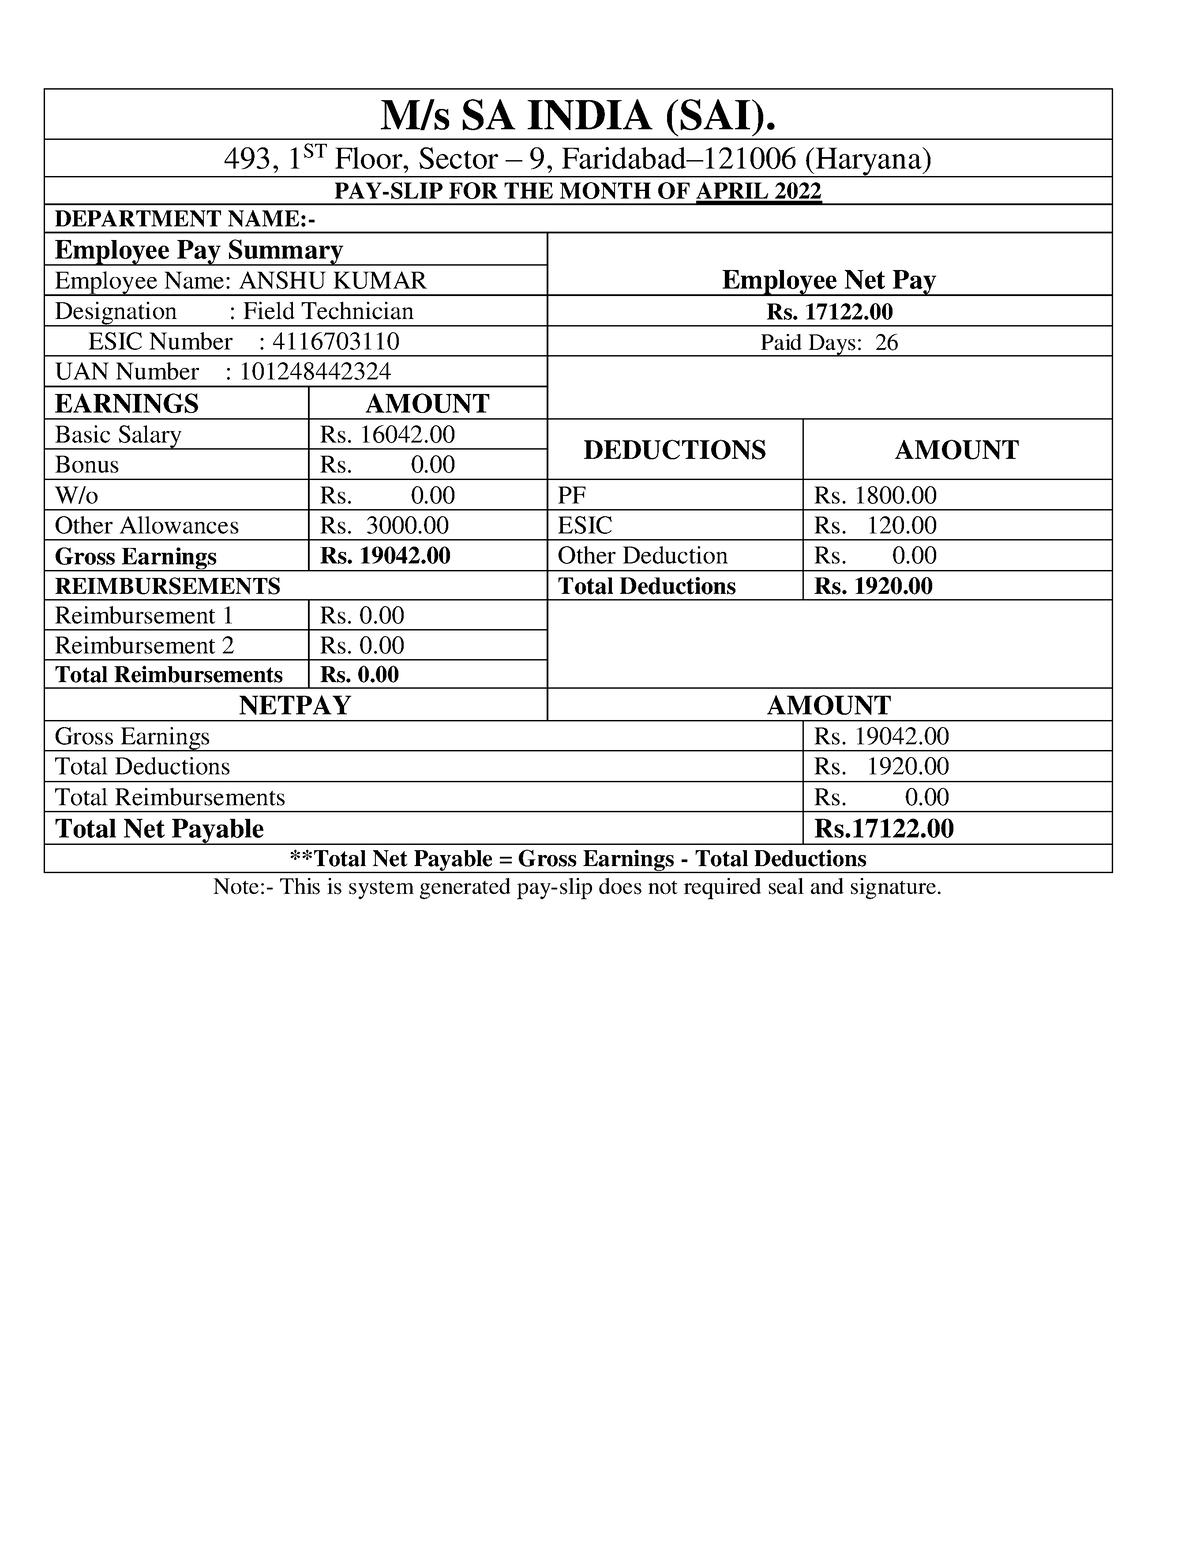 M/s SA INDIA (SAI).
493, 1ST Floor, Sector – 9, Faridabad–121006 (Haryana)
PAY-SLIP FOR THE MONTH OF APRIL 2022
DEPARTMENT NAME:-
Employee Pay Summary
Employee Name: ANSHU KUMAR Employee Net Pay
Designation : Field Technician Rs. 17122.00
ESIC Number : 4116703110 Paid Days: 26
UAN Number : 101248442324
EARNINGS AMOUNT
Basic Salary Rs. 16042.00
DEDUCTIONS AMOUNT
Bonus Rs. 0.00
W/o Rs. 0.00 PF Rs. 1800.00
Other Allowances Rs. 3000.00 ESIC Rs. 120.00
Gross Earnings Rs. 19042.00 Other Deduction Rs. 0.00
REIMBURSEMENTS Total Deductions Rs. 1920.00
Reimbursement 1 Rs. 0.00
Reimbursement 2 Rs. 0.00
Total Reimbursements Rs. 0.00
NETPAY AMOUNT
Gross Earnings Rs. 19042.00
Total Deductions Rs. 1920.00
Total Reimbursements Rs. 0.00
Total Net Payable Rs.17122.00
**Total Net Payable = Gross Earnings - Total Deductions
Note:- This is system generated pay-slip does not required seal and signature.